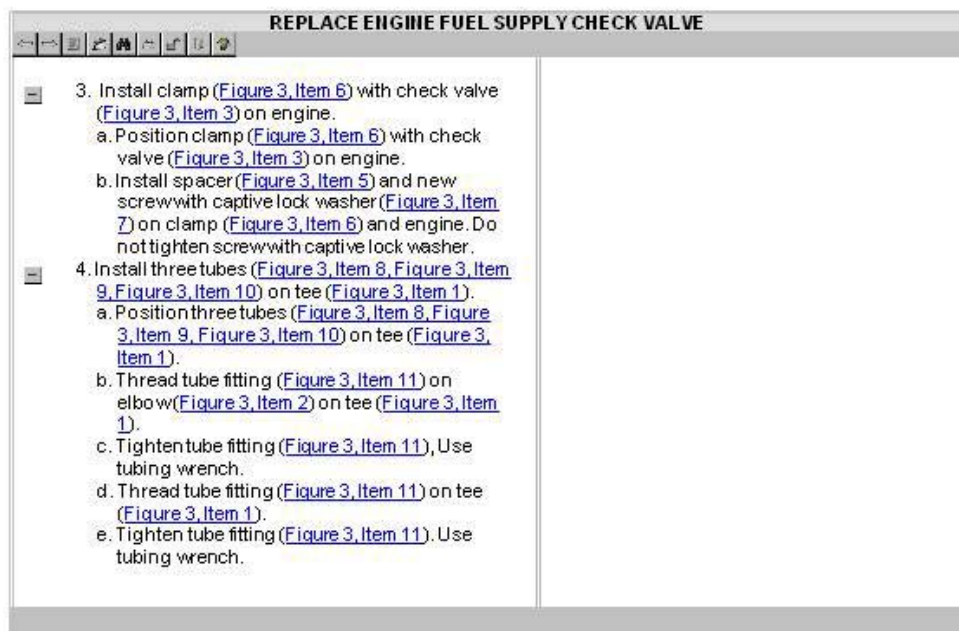 REPLACE ENGINE FUEL SUPPLY CHECK VALVE
3. Install clamp (Figure 3, Item 6) with check valve
(Figure 3, Item 3) on engine.
a. Position clamp (Figure 3, Item 6) with check
valve (Figure 3, Item 3) on engine.
b. Install spacer (Figure 3, Item 5) and new
screw with captive lock washer (Figure 3, Item
7) on clamp (Figure 3, Item 6) and engine. Do
not tighten screw with captive lock washer.
4. Install three tubes (Figure 3, Item 8, Figure 3, Item
9, Figure 3, Item 10) on tee (Figure 3, Item 1).
a. Position three tubes (Figure 3, Item 8, Figure
3, Item 9, Figure 3, Item 10) on tee (Figure 3,
Item 1).
b. Thread tube fitting (Figure 3, Item 11) on
elbow (Figure 3, Item 2) on tee (Figure 3, Item
1).
c. Tighten tube fitting (Figure 3, Item 11), Use
tubing wrench.
d. Thread tube fitting (Figure 3, Item 11) on tee
(Figure 3, Item 1).
e. Tighten tube fitting (Figure 3, Item 11). Use
tubing wrench.